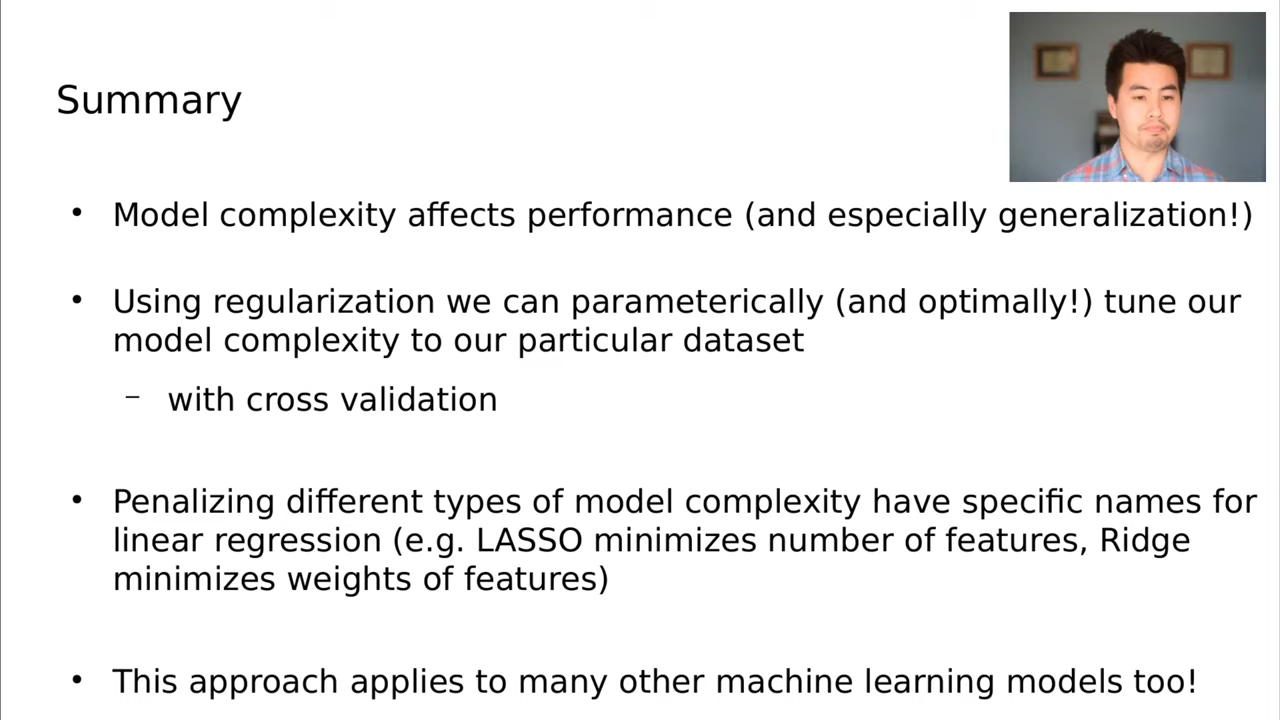 Summary
• Model complexity affects performance (and especially generalization!)
• Using regularization we can parameterically (and optimally!) tune our
model complexity to our particular dataset
– with cross validation
• Penalizing different types of model complexity have specific names for
linear regression (e.g. LASSO minimizes number of features, Ridge
minimizes weights of features)
• This approach applies to many other machine learning models too!